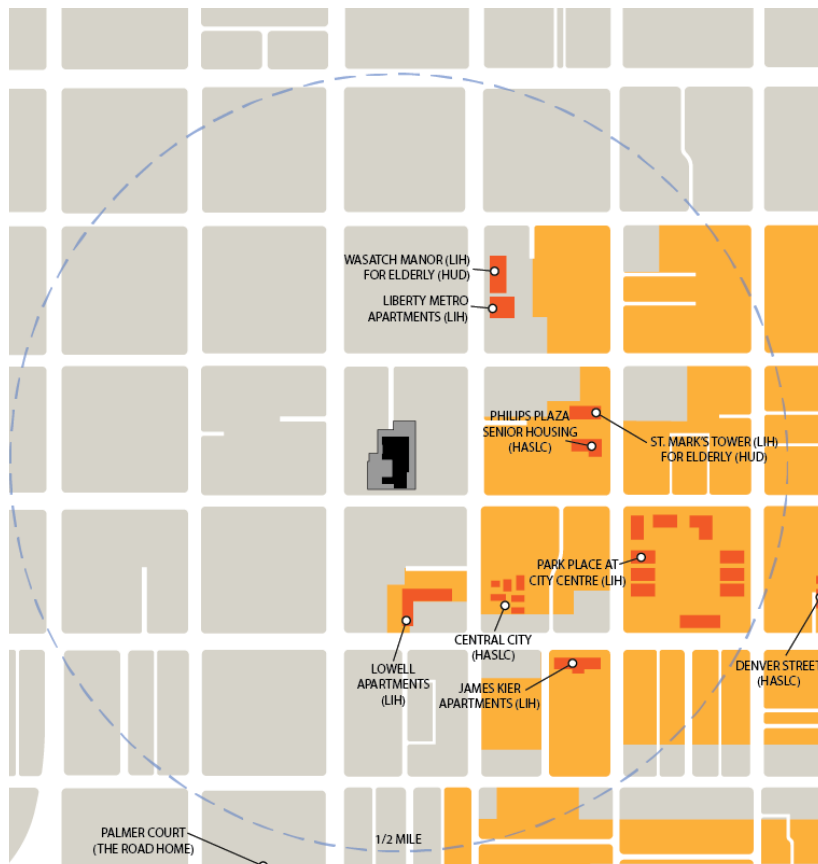 WASATCH MANOR (LIH)
FOR ELDERLY (HUD)
LIBERTY METRO
APARTMENTS (LIH)
PHILIPS PLAZA
SENIOR HOUSING
(HASLC)
ST. MARK'S TOWER (LIH)
FOR ELDERLY (HUD)
PARK PLACE AT
CITY CENTRE (LIH)
CENTRAL CITY
(HASLC)
LOWELL
APARTMENTS
(LIH)
JAMES KIER
APARTMENTS (LIH)
DENVER STREET
(HASLC)
PALMER COURT
(THE ROAD HOME)
1/2 MILE